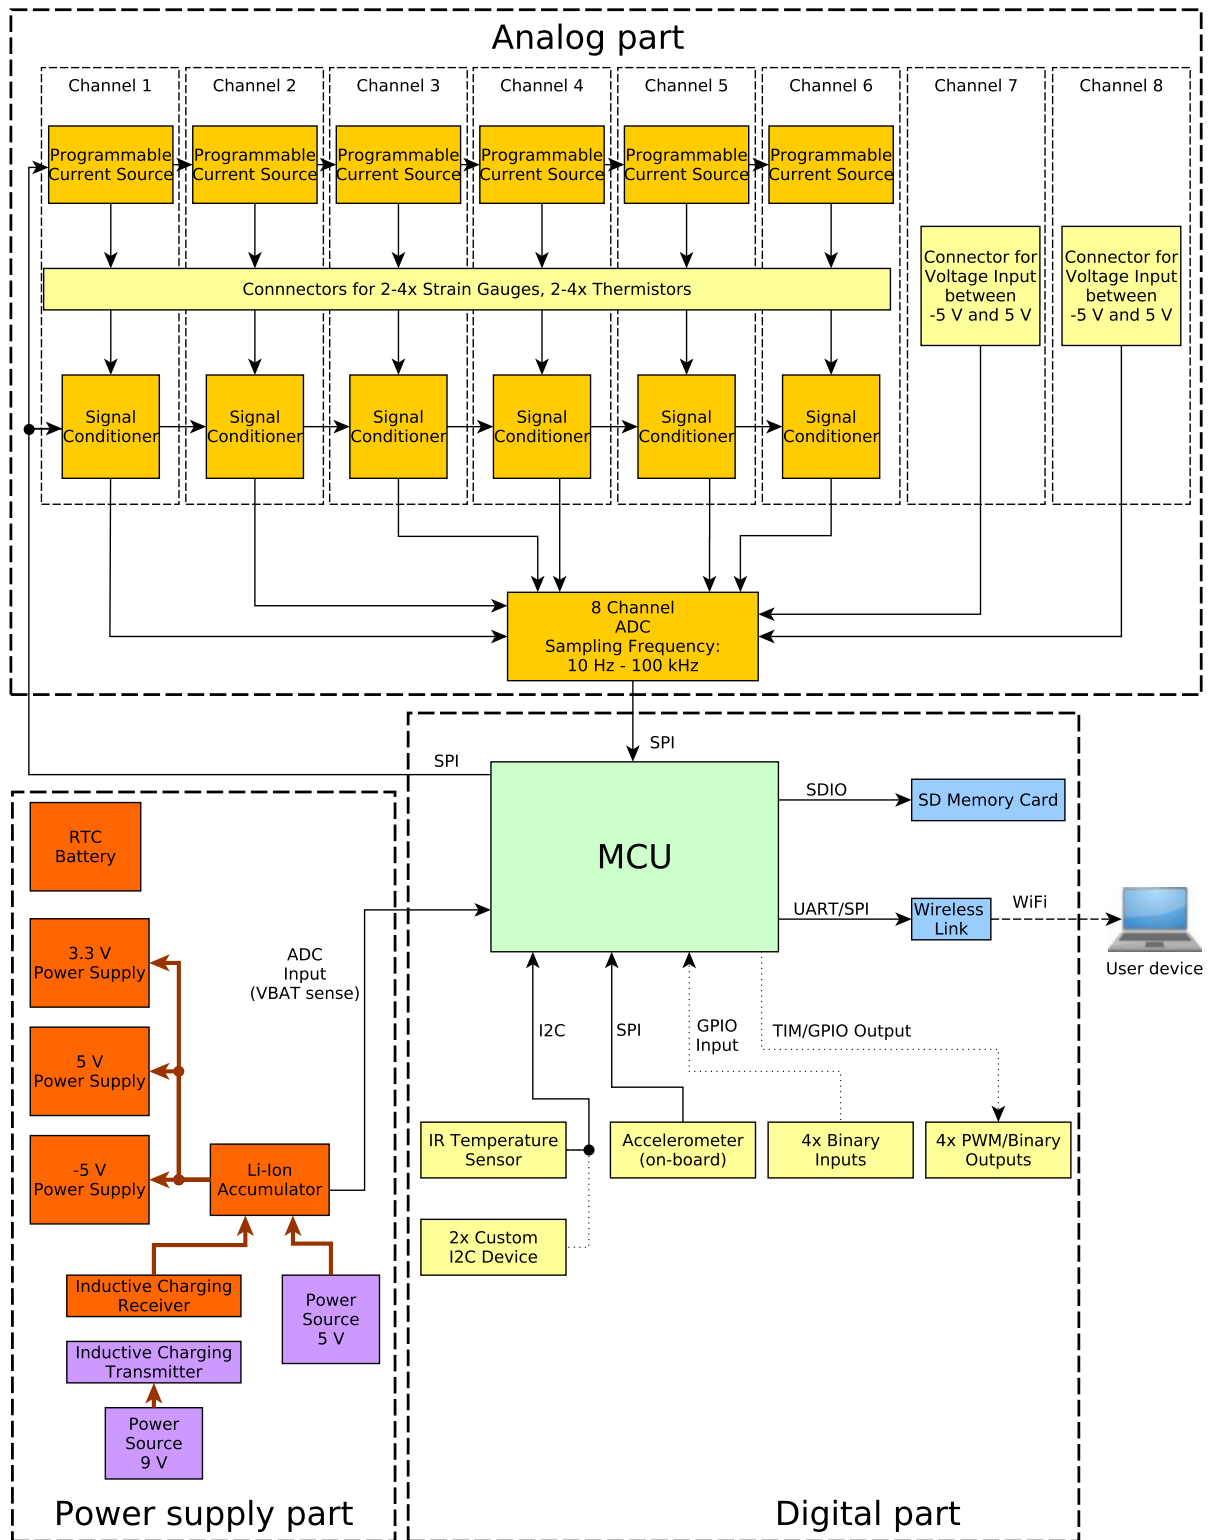 Analog part
Channel 1
Channel 2
Channel 3
Channel 4
Channel 5
Channel 6
Channel 7
Channel 8
Programmable
Current Source
Programmable
Current Source
Programmable
Current Source
Programmable
Current Source
Programmable
Current Source
Programmable
Current Source
Connector for
Voltage Input
between
-5 V and 5 V
Connector for
Voltage Input
between
-5 V and 5 V
Connnectors for 2-4x Strain Gauges, 2-4x Thermistors
Signal
Conditioner
Signal
Conditioner
Signal
Conditioner
Signal
Conditioner
Signal
Conditioner
Signal
Conditioner
8 Channel
ADC
Sampling Frequency:
10 Hz - 100 kHz
SPI
SPI
MCU
SDIO
SD Memory Card
UART/SPI
Wireless
Link
WiFi
User device
RTC
Battery
3.3 V
Power Supply
5 V
Power Supply
-5 V
Power Supply
ADC
Input
(VBAT sense)
Li-Ion
Accumulator
Inductive Charging
Receiver
Power
Source
5 V
Inductive Charging
Transmitter
Power
Source
9 V
Power supply part
I2C
SPI
GPIO
Input
TIM/GPIO Output
IR Temperature
Sensor
Accelerometer
(on-board)
4x Binary
Inputs
4x PWM/Binary
Outputs
2x Custom
I2C Device
Digital part